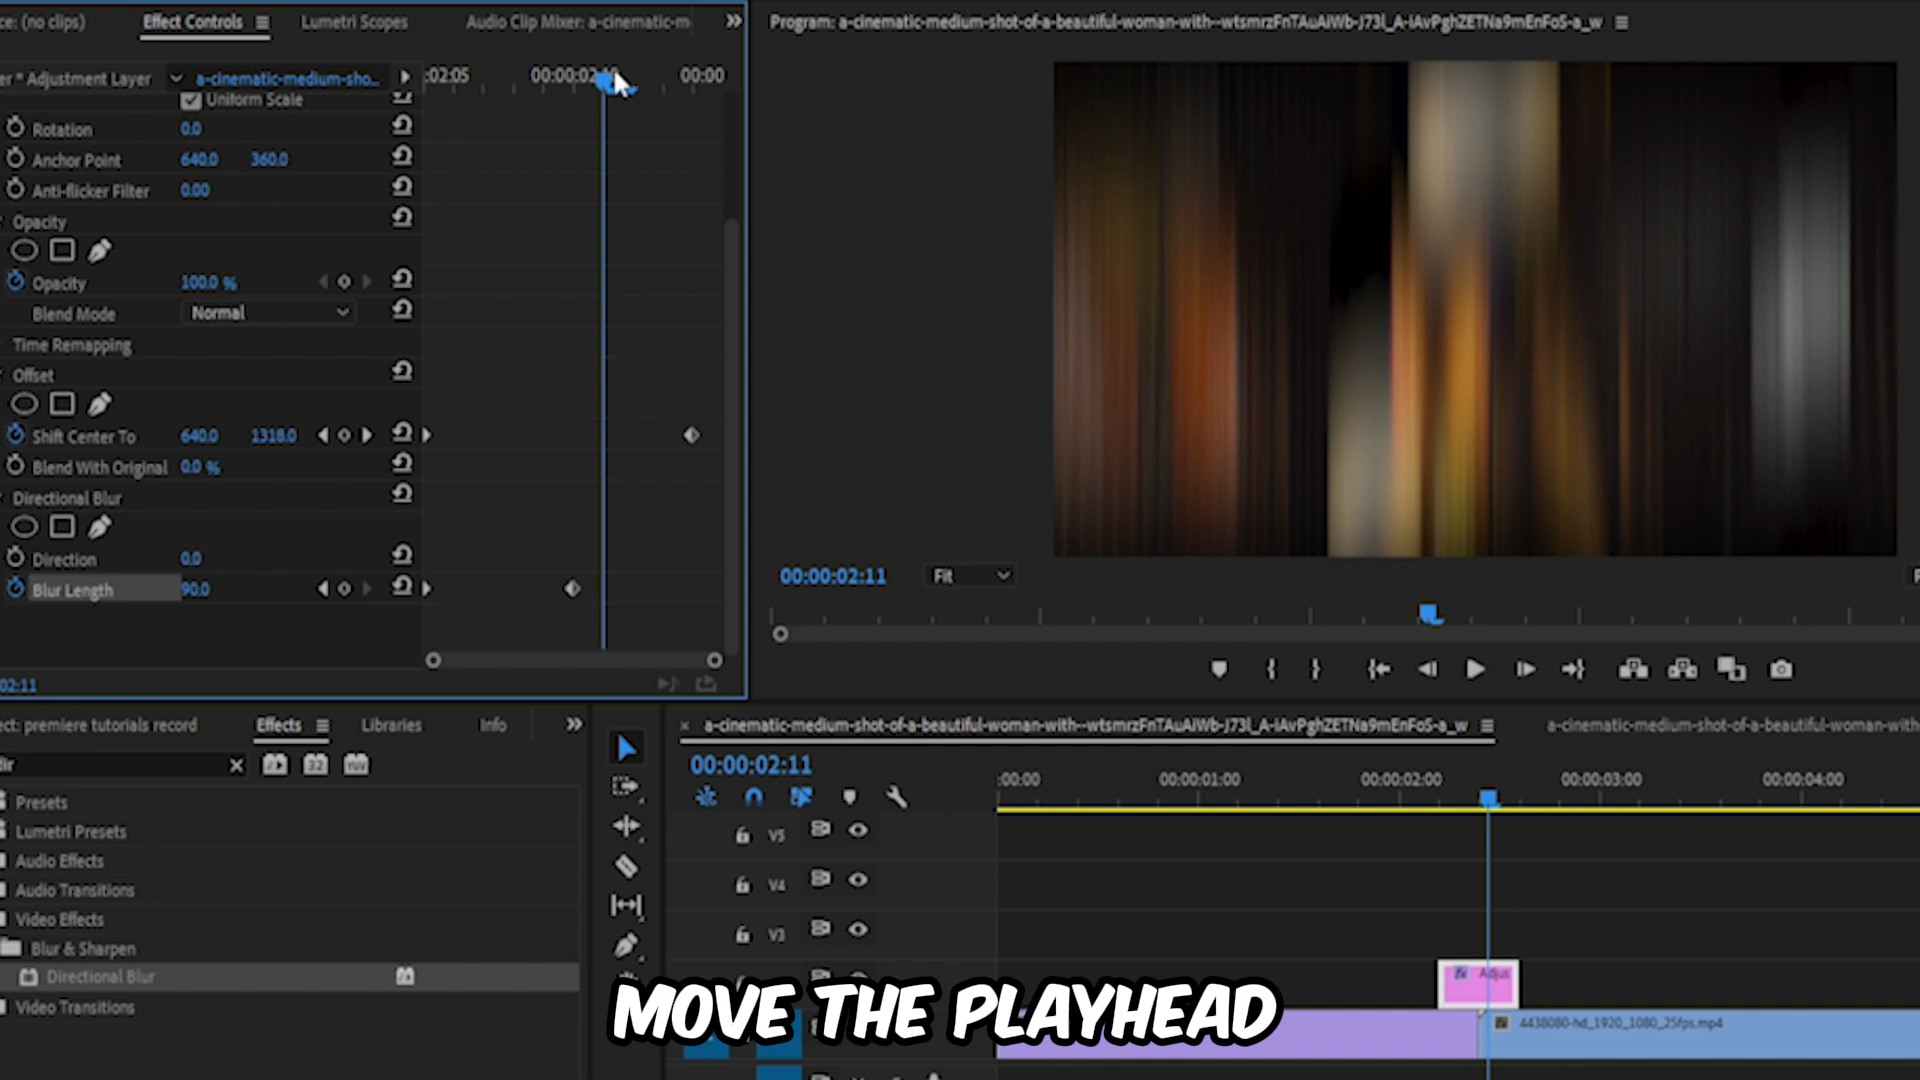 ce: (no clips)
Effect Controls
Lumetri Scopes
Audio Clip Mixer: a-cinematic-m
Program: a-cinematic-medium-shot-of-a-beautiful-woman-with--wtsmrzFnTAuAiWb-J73l_A-iAvPghZETNa9mEnFoS-a_w
er * Adjustment Layer
a-cinematic-medium-sho...
:02:05
00:00:02:10
00:00
Uniform Scale
Rotation 0.0
Anchor Point 640.0 360.0
Anti-flicker Filter 0.00
Opacity
Opacity 100.0 %
Blend Mode Normal
Time Remapping
Offset
Shift Center To 640.0 1318.0
Blend With Original 0.0 %
Directional Blur
Direction 0.0
Blur Length 90.0
02:11
00:00:02:11
Fit
ect: premiere tutorials record
Effects
Libraries
Info
dir
32
YUV
Presets
Lumetri Presets
Audio Effects
Audio Transitions
Video Effects
Blur & Sharpen
Directional Blur
Video Transitions
a-cinematic-medium-shot-of-a-beautiful-woman-with--wtsmrzFnTAuAiWb-J73l_A-iAvPghZETNa9mEnFoS-a_w
a-cinematic-medium-shot-of-a-beautiful-woman-with
00:00:02:11
:00:00
00:00:01:00
00:00:02:00
00:00:03:00
00:00:04:00
V5
V4
V3
fx Adjus
4438080-hd_1920_1080_25fps.mp4
MOVE THE PLAYHEAD